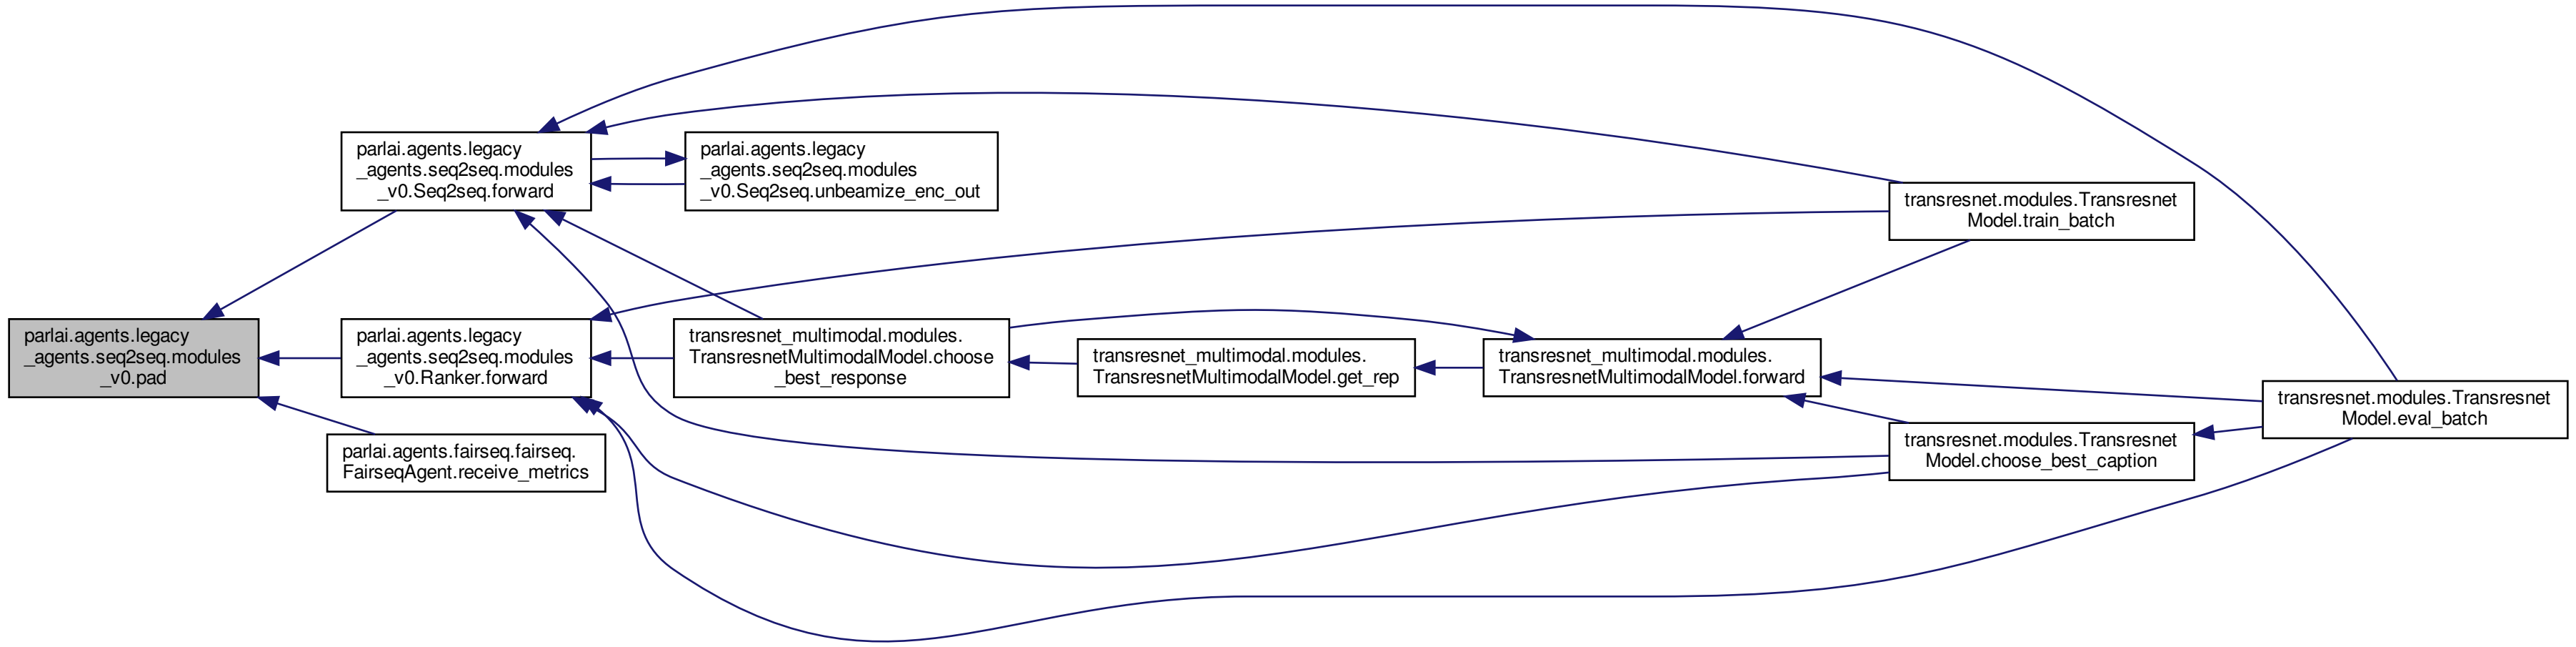 parlai.agents.legacy
_agents.seq2seq.modules
_v0.pad
parlai.agents.legacy
_agents.seq2seq.modules
_v0.Seq2seq.forward
parlai.agents.legacy
_agents.seq2seq.modules
_v0.Seq2seq.unbeamize_enc_out
parlai.agents.legacy
_agents.seq2seq.modules
_v0.Ranker.forward
parlai.agents.fairseq.fairseq.
FairseqAgent.receive_metrics
transresnet_multimodal.modules.
TransresnetMultimodalModel.choose
_best_response
transresnet_multimodal.modules.
TransresnetMultimodalModel.get_rep
transresnet_multimodal.modules.
TransresnetMultimodalModel.forward
transresnet.modules.Transresnet
Model.train_batch
transresnet.modules.Transresnet
Model.choose_best_caption
transresnet.modules.Transresnet
Model.eval_batch